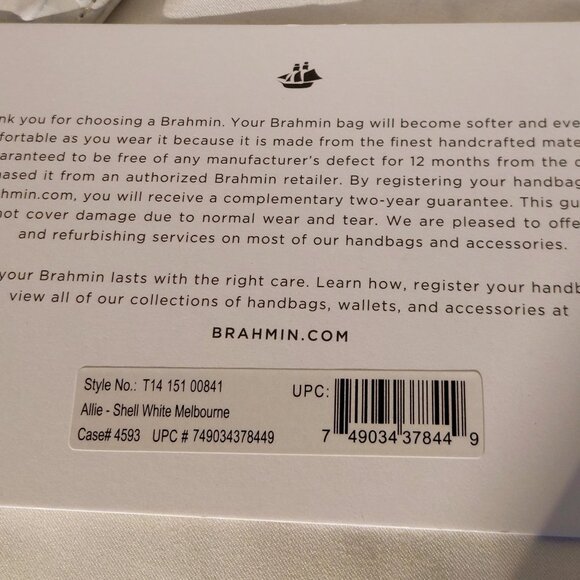 nk you for choosing a Brahmin. Your Brahmin bag will become softer and eve
fortable as you wear it because it is made from the finest handcrafted mate
aranteed to be free of any manufacturer's defect for 12 months from the d
ased it from an authorized Brahmin retailer. By registering your handbag
hmin.com, you will receive a complementary two-year guarantee. This gu
not cover damage due to normal wear and tear. We are pleased to offe
and refurbishing services on most of our handbags and accessories.
your Brahmin lasts with the right care. Learn how, register your handb
view all of our collections of handbags, wallets, and accessories at
BRAHMIN.COM
Style No.: T14 151 00841
Allie - Shell White Melbourne
Case# 4593 UPC # 749034378449
UPC:
7 49034 37844 9